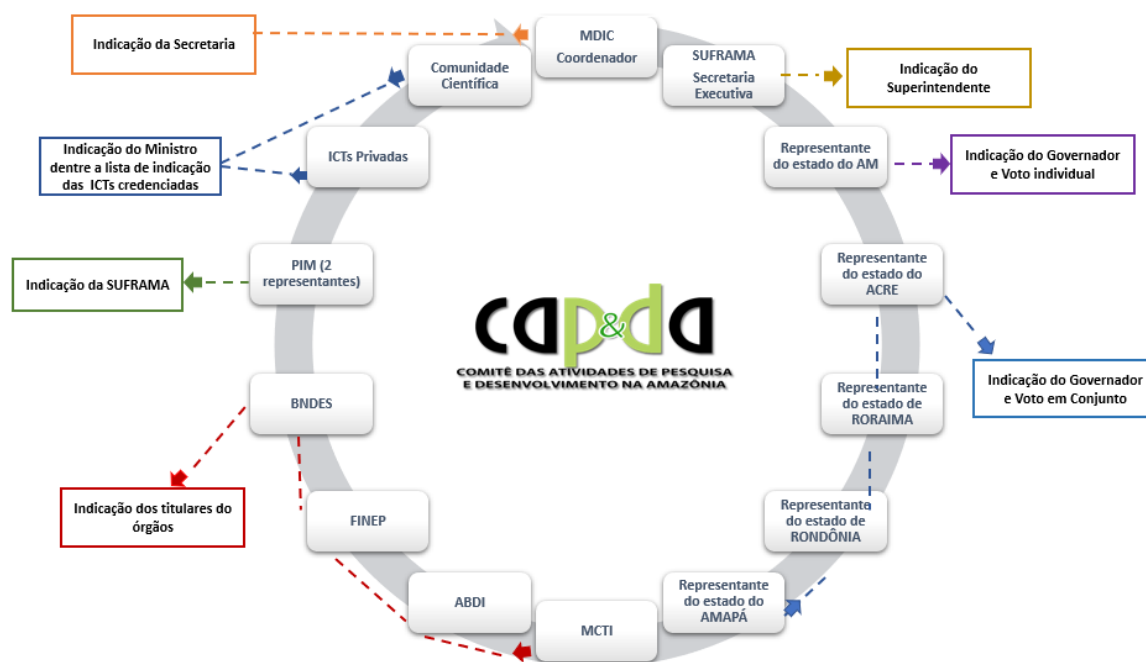 MDIC
Coordenador
Indicação da Secretaria
SUFRAMA
Secretaria
Executiva
Indicação do
Superintendente
Comunidade
Científica
Indicação do Ministro
dentre a lista de indicação
das ICTs credenciadas
ICTs Privadas
Representante
do estado do AM
Indicação do Governador
e Voto individual
PIM (2
representantes)
Indicação da SUFRAMA
Representante
do estado do
ACRE
cap&da
COMITÊ DAS ATIVIDADES DE PESQUISA
E DESENVOLVIMENTO NA AMAZÔNIA
Indicação do Governador
e Voto em Conjunto
BNDES
Representante
do estado de
RORAIMA
Indicação dos titulares do
órgãos
FINEP
Representante
do estado de
RONDÔNIA
ABDI
MCTI
Representante
do estado do
AMAPÁ